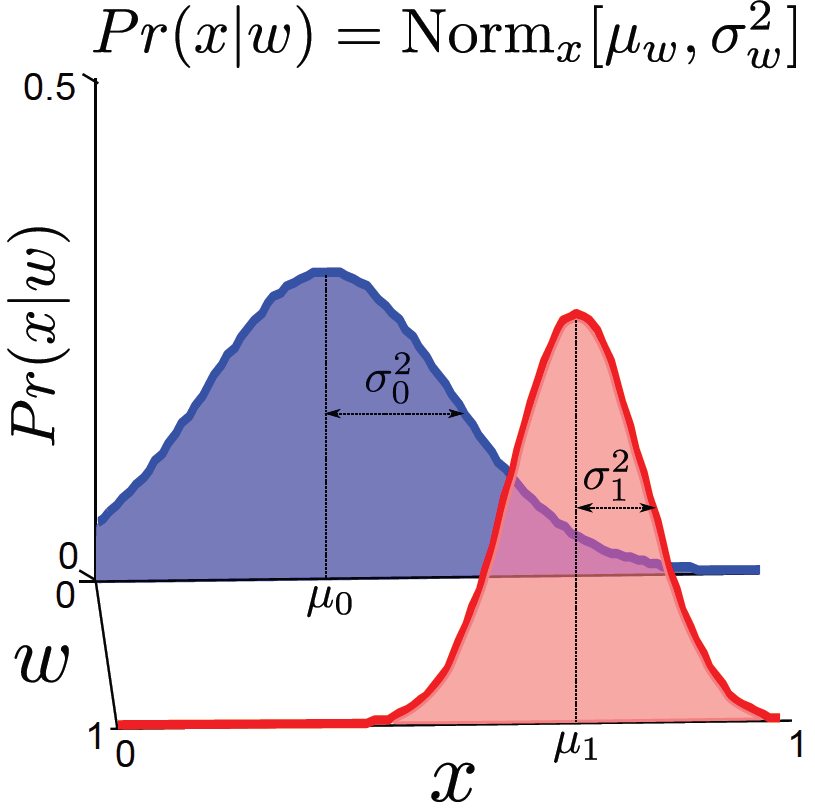 Pr(x|w) = Norm_x[μ_w, σ_w^2]
0.5
Pr(x|w)
σ_0^2
σ_1^2
0
0
μ_0
w
1
0
μ_1
1
x